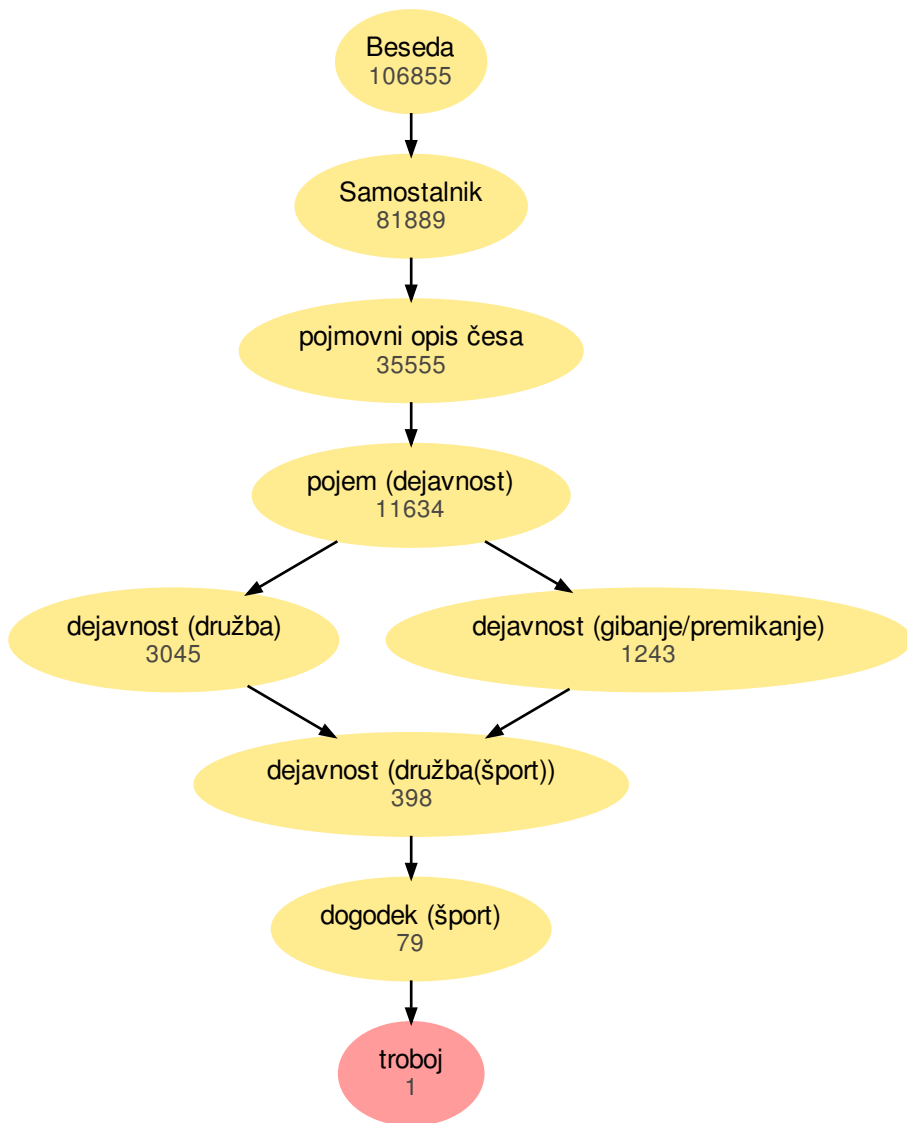 Beseda
106855
Samostalnik
81889
pojmovni opis česa
35555
pojem (dejavnost)
11634
dejavnost (družba)
3045
dejavnost (gibanje/premikanje)
1243
dejavnost (družba(šport))
398
dogodek (šport)
79
troboj
1